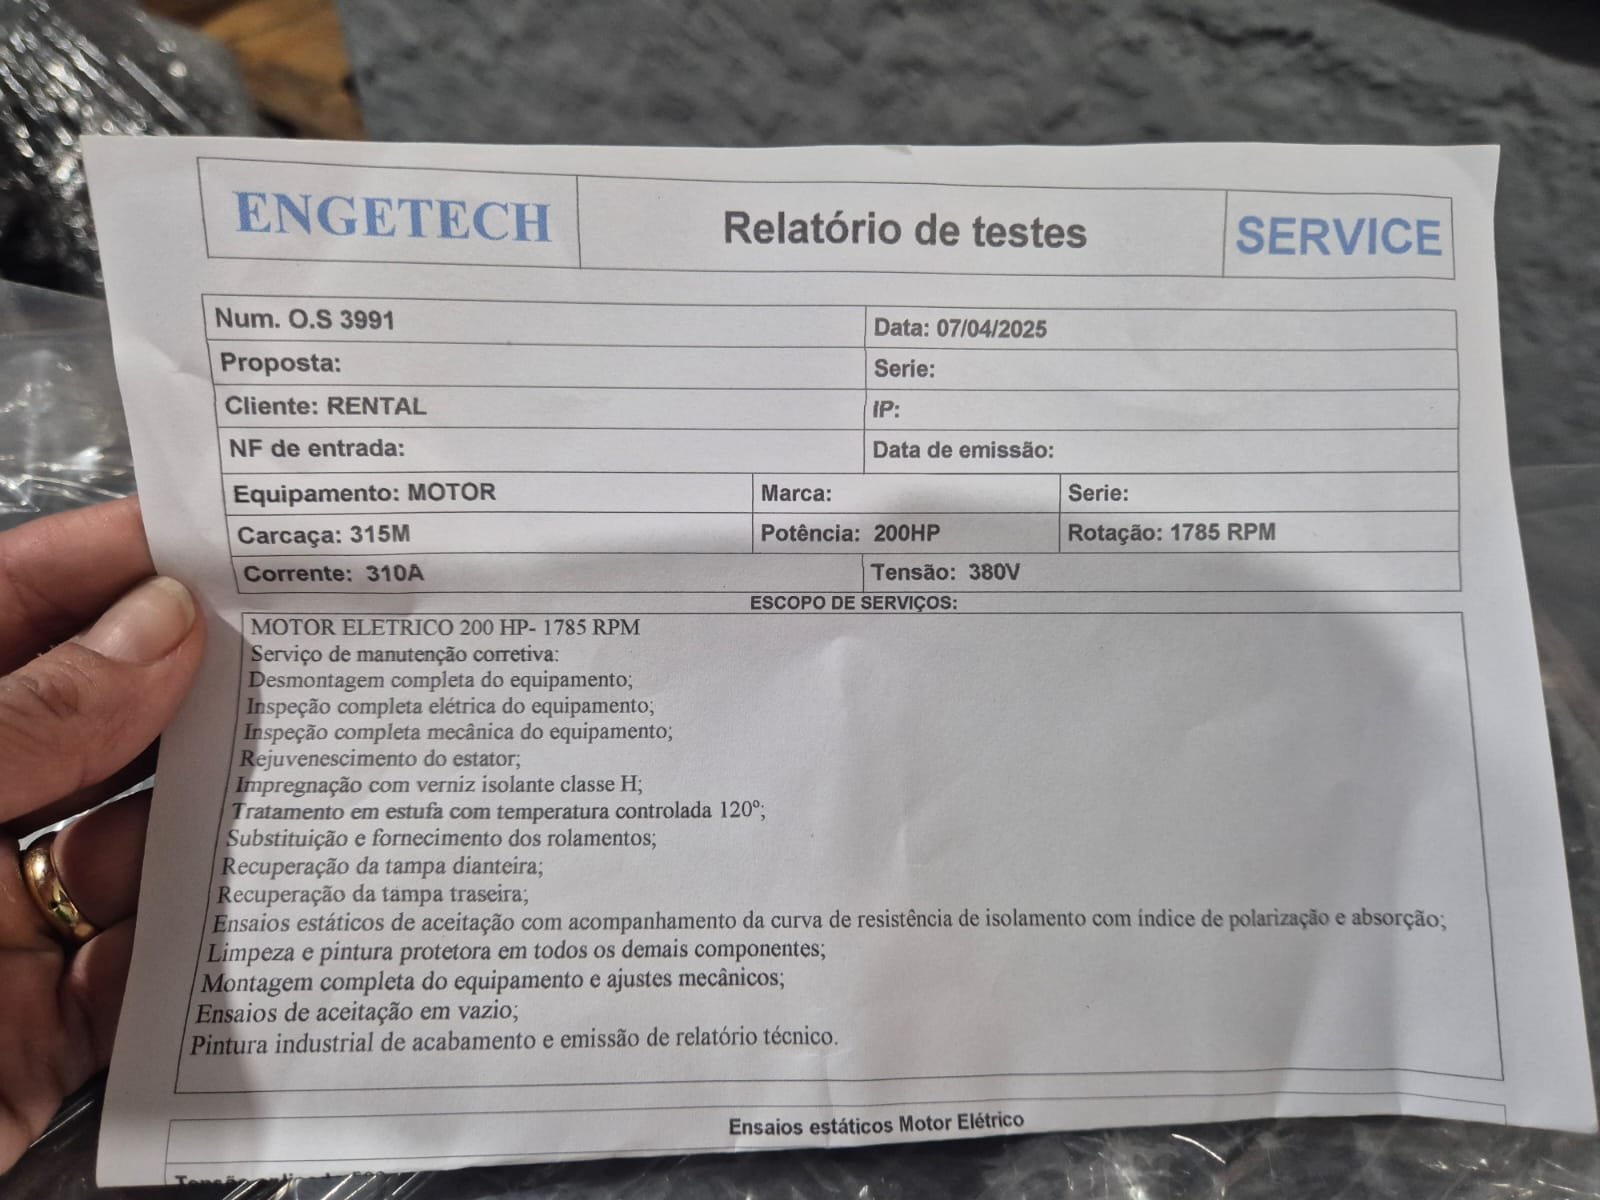 ENGETECH
Relatório de testes
SERVICE
Num. O.S 3991
Data: 07/04/2025
Proposta:
Serie:
Cliente: RENTAL
IP:
NF de entrada:
Data de emissão:
Equipamento: MOTOR
Marca:
Serie:
Carcaça: 315M
Potência: 200HP
Rotação: 1785 RPM
Corrente: 310A
Tensão: 380V
ESCOPO DE SERVIÇOS:
MOTOR ELETRICO 200 HP- 1785 RPM
Serviço de manutenção corretiva:
Desmontagem completa do equipamento;
Inspeção completa elétrica do equipamento;
Inspeção completa mecânica do equipamento;
Rejuvenescimento do estator;
Impregnação com verniz isolante classe H;
Tratamento em estufa com temperatura controlada 120º;
Substituição e fornecimento dos rolamentos;
Recuperação da tampa dianteira;
Recuperação da tampa traseira;
Ensaios estáticos de aceitação com acompanhamento da curva de resistência de isolamento com índice de polarização e absorção;
Limpeza e pintura protetora em todos os demais componentes;
Montagem completa do equipamento e ajustes mecânicos;
Ensaios de aceitação em vazio;
Pintura industrial de acabamento e emissão de relatório técnico.
Ensaios estáticos Motor Elétrico
Tensão